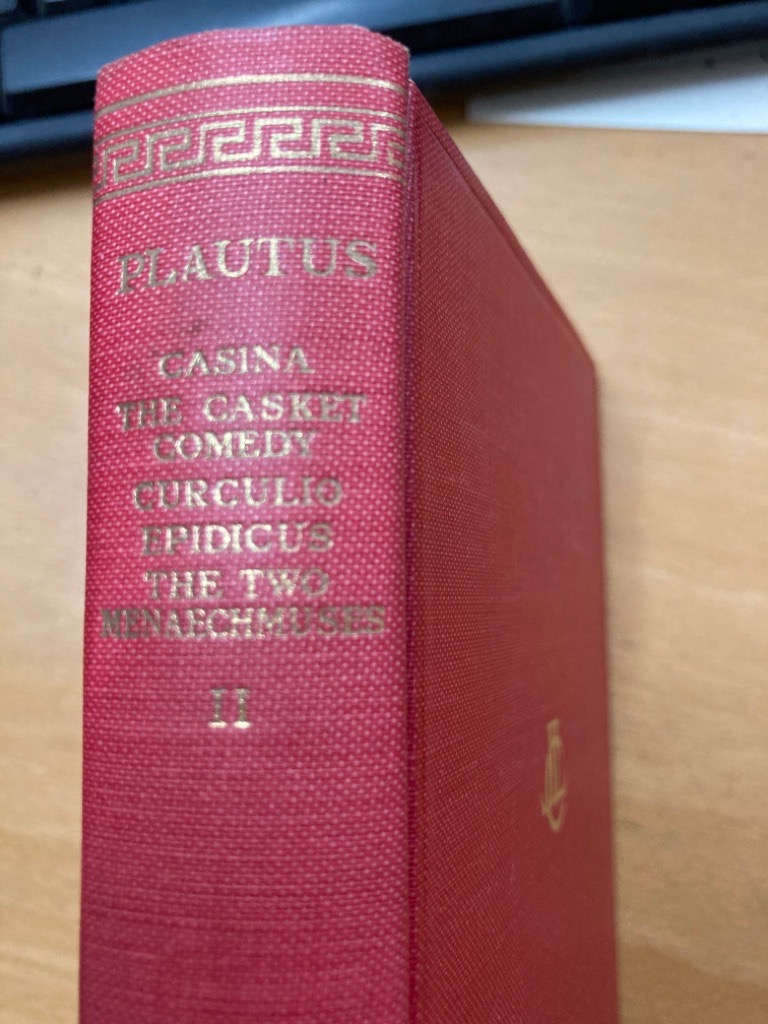 PLAUTUS
CASINA
THE CASKET
COMEDY
CURCULIO
EPIDICUS
THE TWO
MENAECHMUSES
II